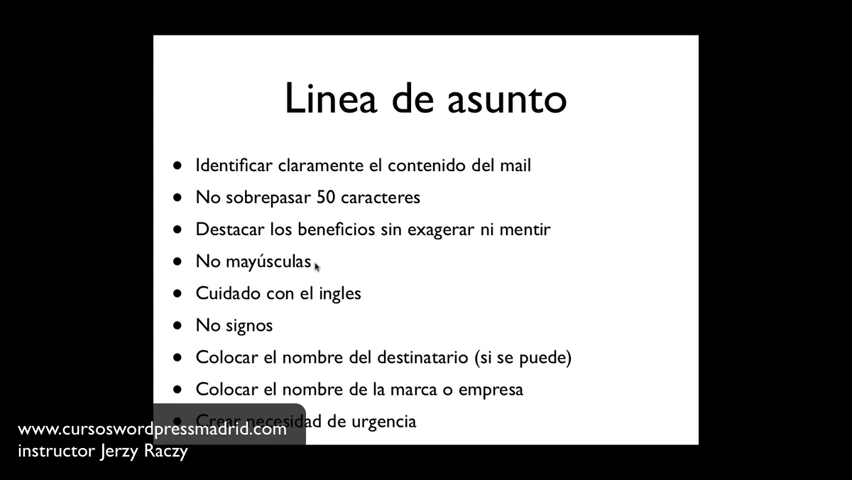 Linea de asunto
• Identificar claramente el contenido del mail
• No sobrepasar 50 caracteres
• Destacar los beneficios sin exagerar ni mentir
• No mayúsculas
• Cuidado con el ingles
• No signos
• Colocar el nombre del destinatario (si se puede)
• Colocar el nombre de la marca o empresa
• Crear necesidad de urgencia
www.cursoswordpressmadrid.com
instructor Jerzy Raczy